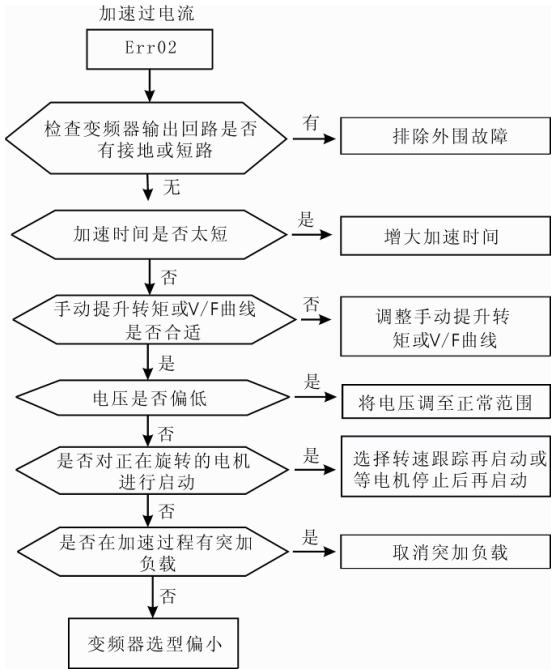 加速过电流
Err02
检查变频器输出回路是否
有接地或短路
有
排除外围故障
无
加速时间是否太短
是
增大加速时间
否
手动提升转矩或V/F曲线
是否合适
否
调整手动提升转
矩或V/F曲线
是
电压是否偏低
是
将电压调至正常范围
否
是否对正在旋转的电机
进行启动
是
选择转速跟踪再启动或
等电机停止后再启动
否
是否在加速过程有突加
负载
是
取消突加负载
否
变频器选型偏小